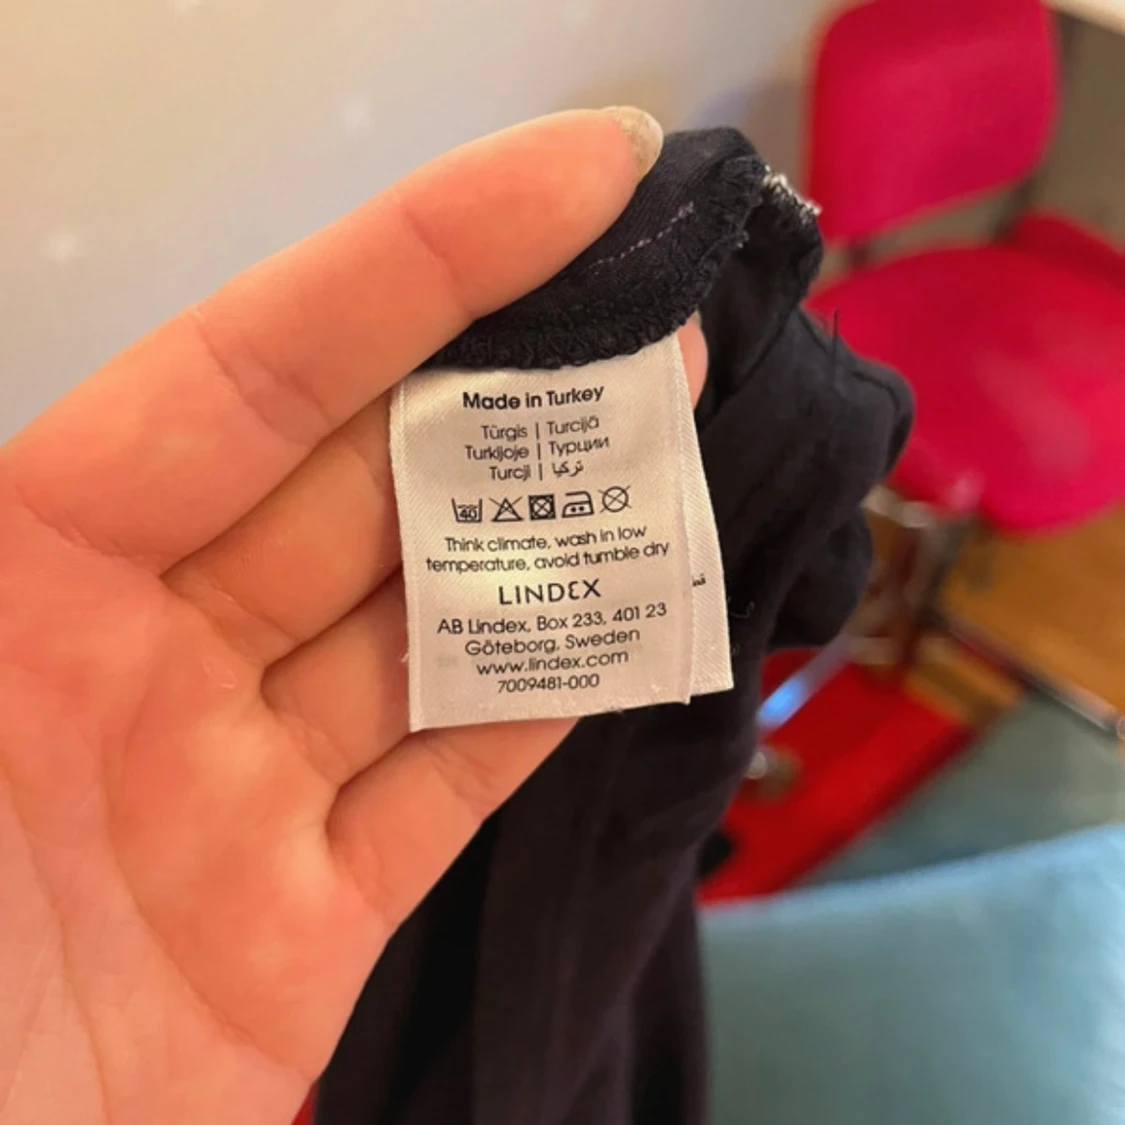 Made in Turkey
Türgis | Turcijā
Turkijoje | Турции
Turcji | تركيا
40
Think climate, wash in low
temperature, avoid tumble dry
LINDEX
AB Lindex, Box 233, 401 23
Göteborg, Sweden
www.lindex.com
7009481-000